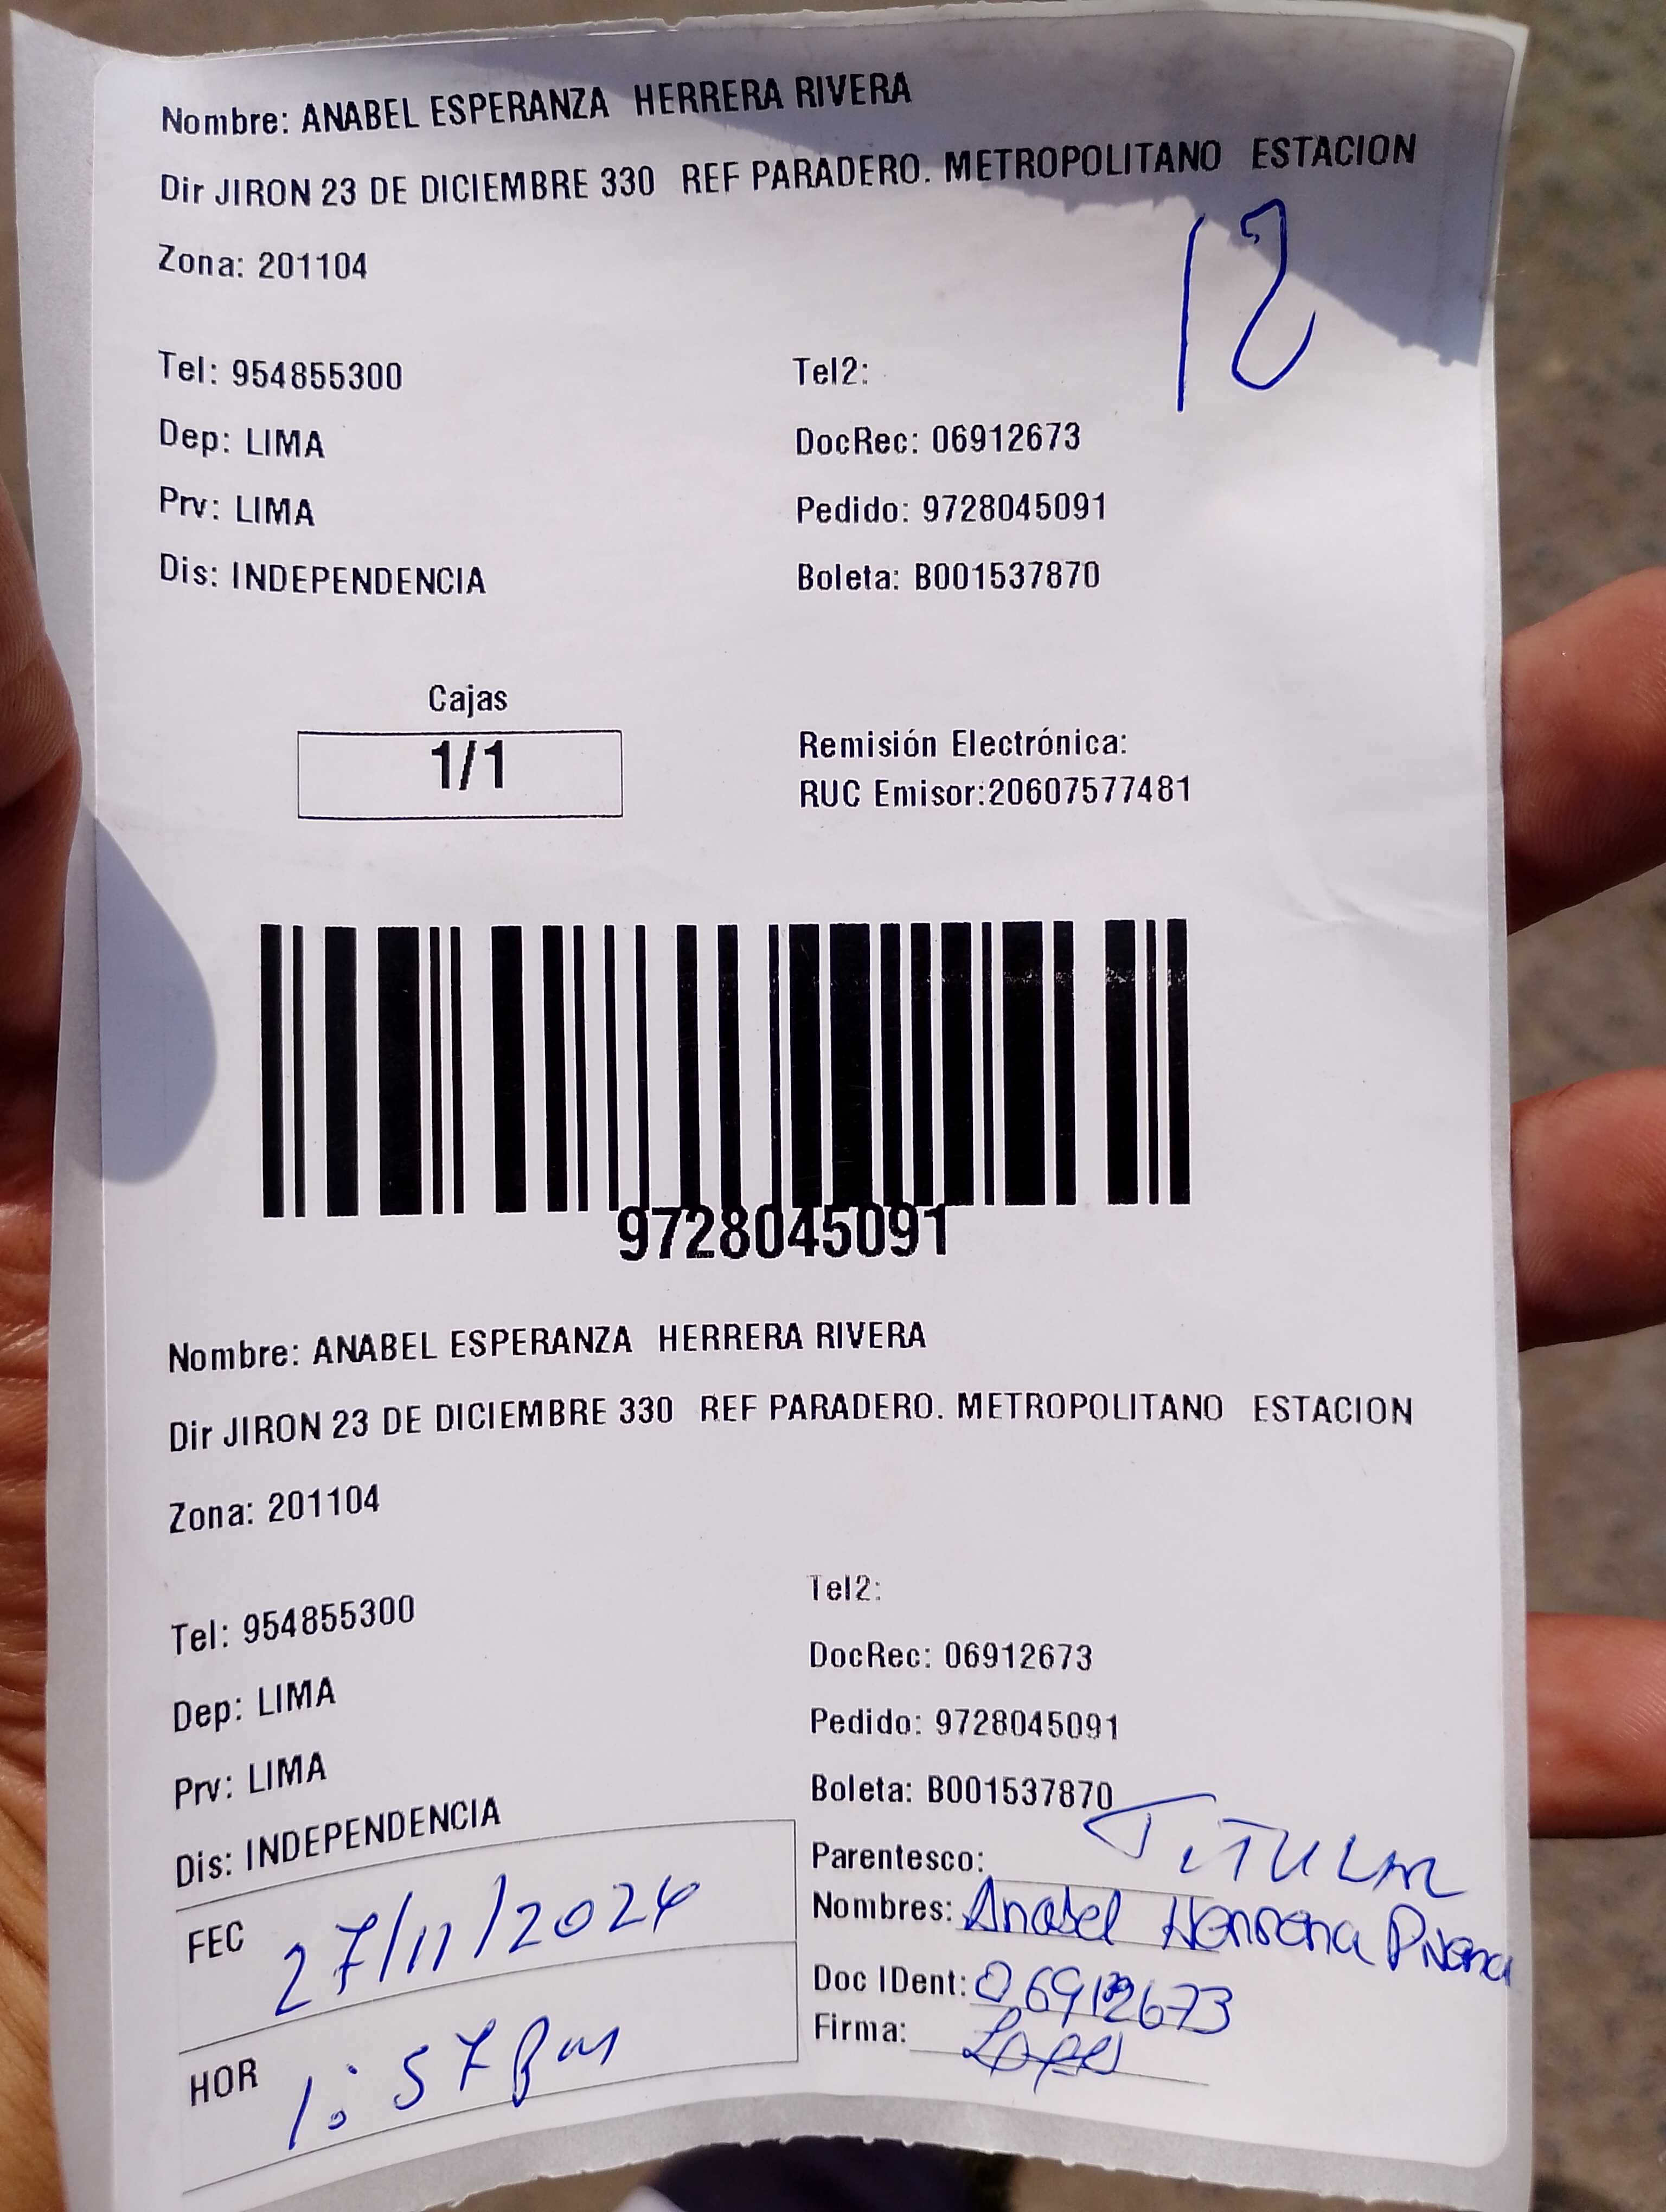 Nombre: ANABEL ESPERANZA HERRERA RIVERA
Dir JIRON 23 DE DICIEMBRE 330 REF PARADERO. METROPOLITANO ESTACION
12
Zona: 201104
Tel: 954855300
Tel2:
Dep: LIMA
DocRec: 06912673
Prv: LIMA
Pedido: 9728045091
Dis: INDEPENDENCIA
Boleta: B001537870
Cajas
1/1
Remisión Electrónica:
RUC Emisor:20607577481
9728045091
Nombre: ANABEL ESPERANZA HERRERA RIVERA
Dir JIRON 23 DE DICIEMBRE 330 REF PARADERO. METROPOLITANO ESTACION
Zona: 201104
Tel: 954855300
Tel2:
Dep: LIMA
DocRec: 06912673
Prv: LIMA
Pedido: 9728045091
Dis: INDEPENDENCIA
Boleta: B001537870
FEC 27/11/2024
HOR 1:57 pm
Parentesco: TITULAR
Nombres: Anabel Herrera Rivera
Doc IDent: 06912673
Firma: